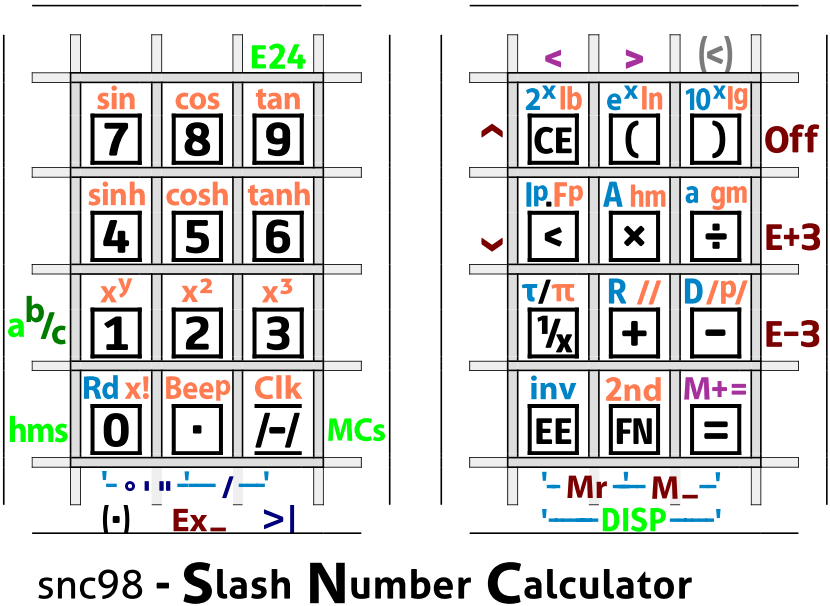 E24 < > (<)
sin cos tan 2ˣ lb eˣ ln 10ˣ lg
7 8 9 CE ( ) Off
sinh cosh tanh Ip.Fp A hm a gm
4 5 6 < × ÷ E+3
xʸ x² x³ τ/π R // D/p/
a b/c 1 2 3 1/x + − E−3
Rd x! Beep Clk inv 2nd M+=
hms 0 · /-/ MCs EE FN =
° ' " / Mr M_
(·) Ex_ >| DISP
snc98 - Slash Number Calculator